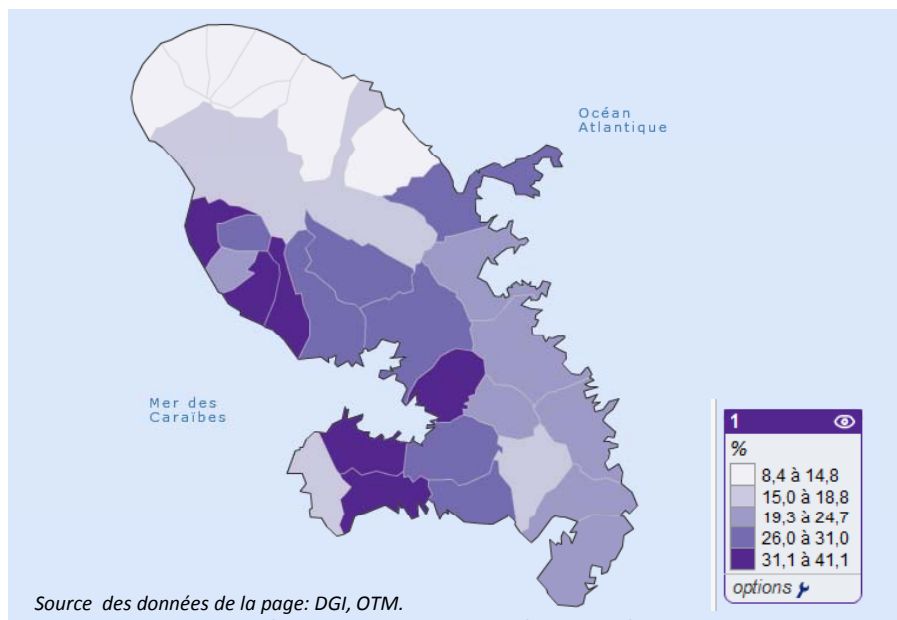 Océan
Atlantique
Mer des
Caraïbes
1
%
8,4 à 14,8
15,0 à 18,8
19,3 à 24,7
26,0 à 31,0
31,1 à 41,1
options
Source des données de la page: DGI, OTM.